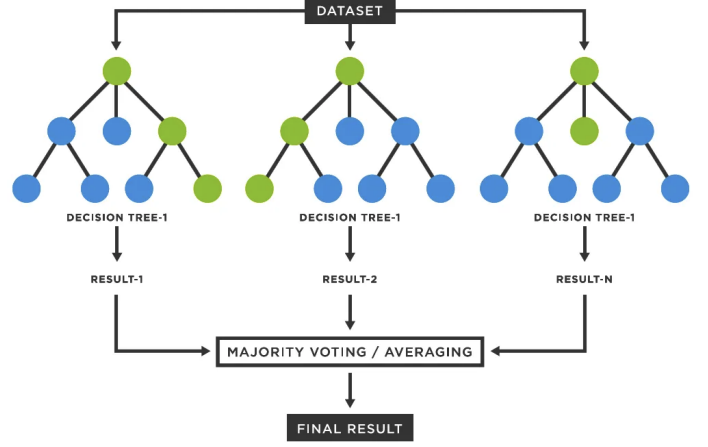 DATASET
DECISION TREE-1
DECISION TREE-1
DECISION TREE-1
RESULT-1
RESULT-2
RESULT-N
MAJORITY VOTING / AVERAGING
FINAL RESULT